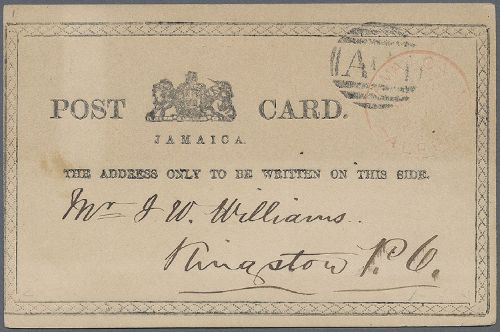 POST CARD.
JAMAICA.
THE ADDRESS ONLY TO BE WRITTEN ON THIS SIDE.
Mr J W. Williams.
Kingston P.O.